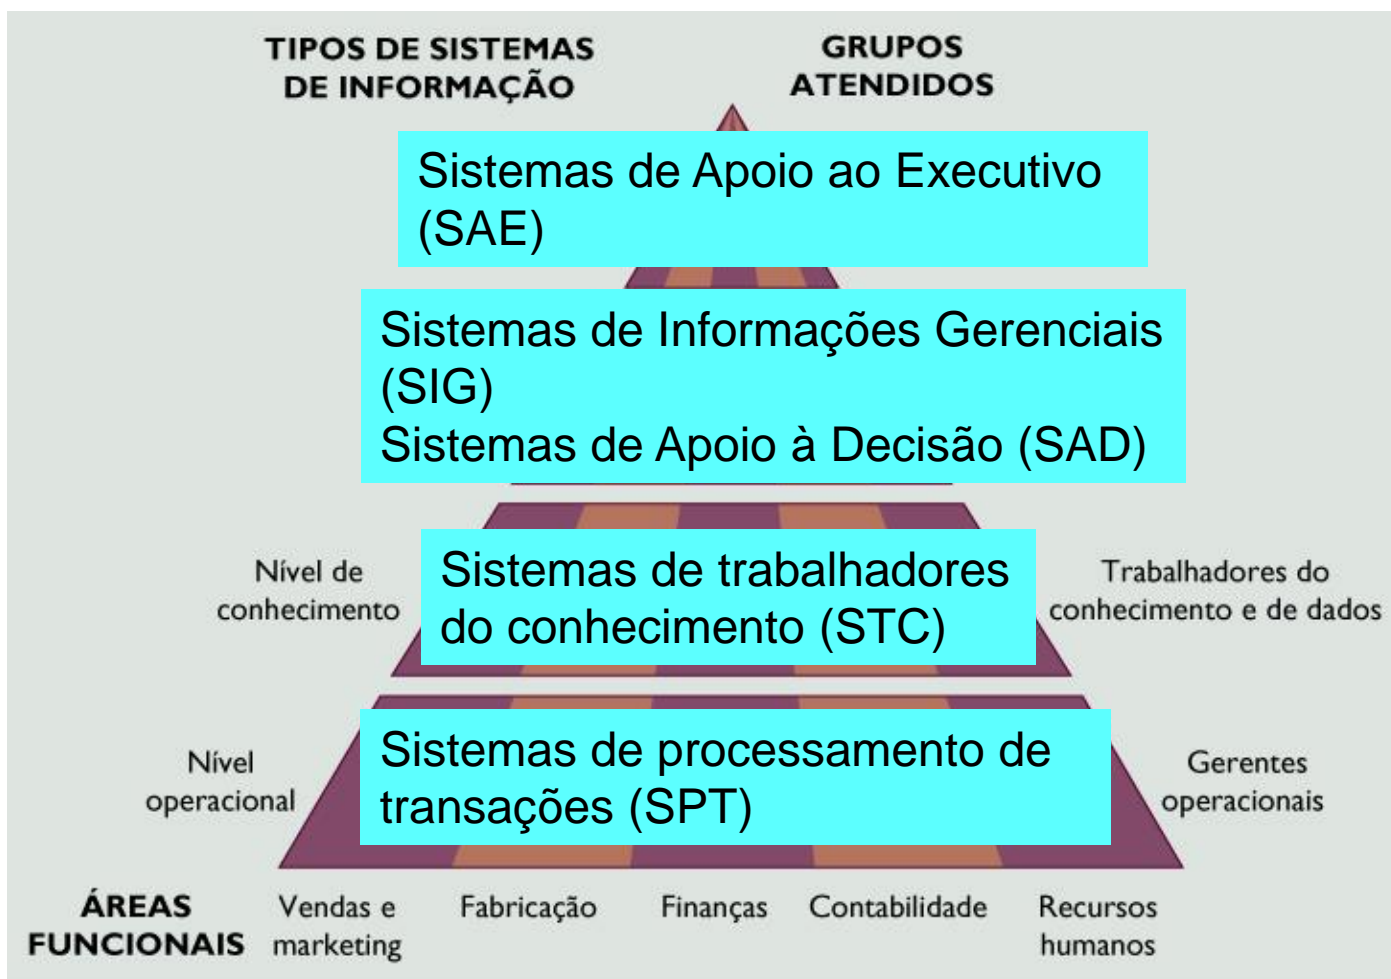 TIPOS DE SISTEMAS
DE INFORMAÇÃO
GRUPOS
ATENDIDOS
Sistemas de Apoio ao Executivo
(SAE)
Sistemas de Informações Gerenciais
(SIG)
Sistemas de Apoio à Decisão (SAD)
Nível de
conhecimento
Sistemas de trabalhadores
do conhecimento (STC)
Trabalhadores do
conhecimento e de dados
Nível
operacional
Sistemas de processamento de
transações (SPT)
Gerentes
operacionais
ÁREAS
FUNCIONAIS
Vendas e
marketing
Fabricação
Finanças
Contabilidade
Recursos
humanos